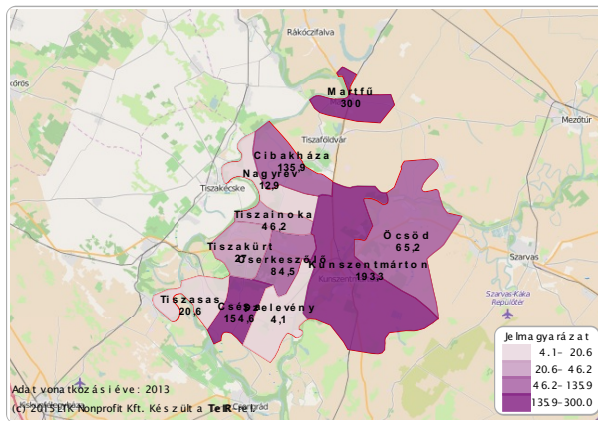 Rákóczifalva
Martfű
300
Mezőtúr
Tiszaföldvár
Cibakháza
135,9
Nagyrév
12,9
Tiszakécske
Tiszainoka
46,2
Öcsöd
65,2
Tiszakürt
Cserkeszőlő
84,5
Kunszentmárton
193,3
Szarvas
Tiszasas
20,6
154,6
Szelevény
4,1
Szarvas-Káka
Repülőtér
Jelmagyarázat
4.1– 20.6
20.6– 46.2
46.2– 135.9
135.9– 300.0
Adat vonatkozási éve: 2013
(c) 2015 LTK Nonprofit Kft. Készült a TeIR-rel.